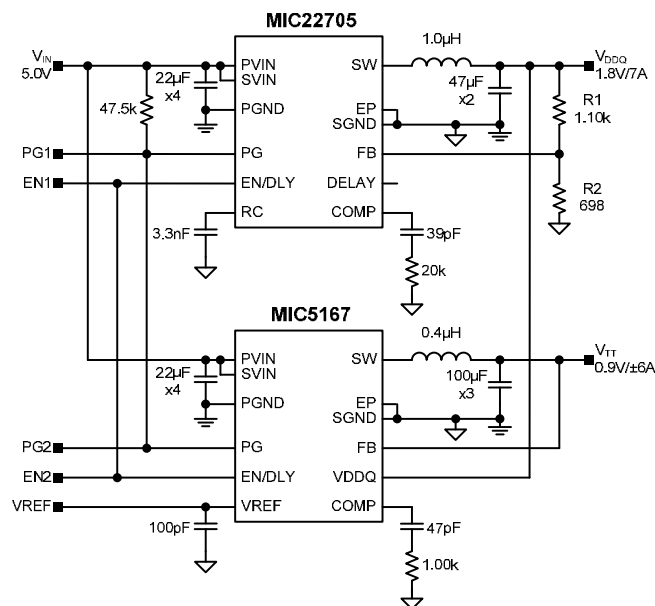 MIC22705
VIN
5.0V
22µF
x4
47.5k
PG1
EN1
3.3nF
PVIN
SVIN
PGND
PG
EN/DLY
RC
SW
EP
SGND
FB
DELAY
COMP
1.0µH
47µF
x2
VDDQ
1.8V/7A
R1
1.10k
R2
698
39pF
20k
MIC5167
22µF
x4
PG2
EN2
VREF
100pF
PVIN
SVIN
PGND
PG
EN/DLY
VREF
SW
EP
SGND
FB
VDDQ
COMP
0.4µH
100µF
x3
VTT
0.9V/±6A
47pF
1.00k